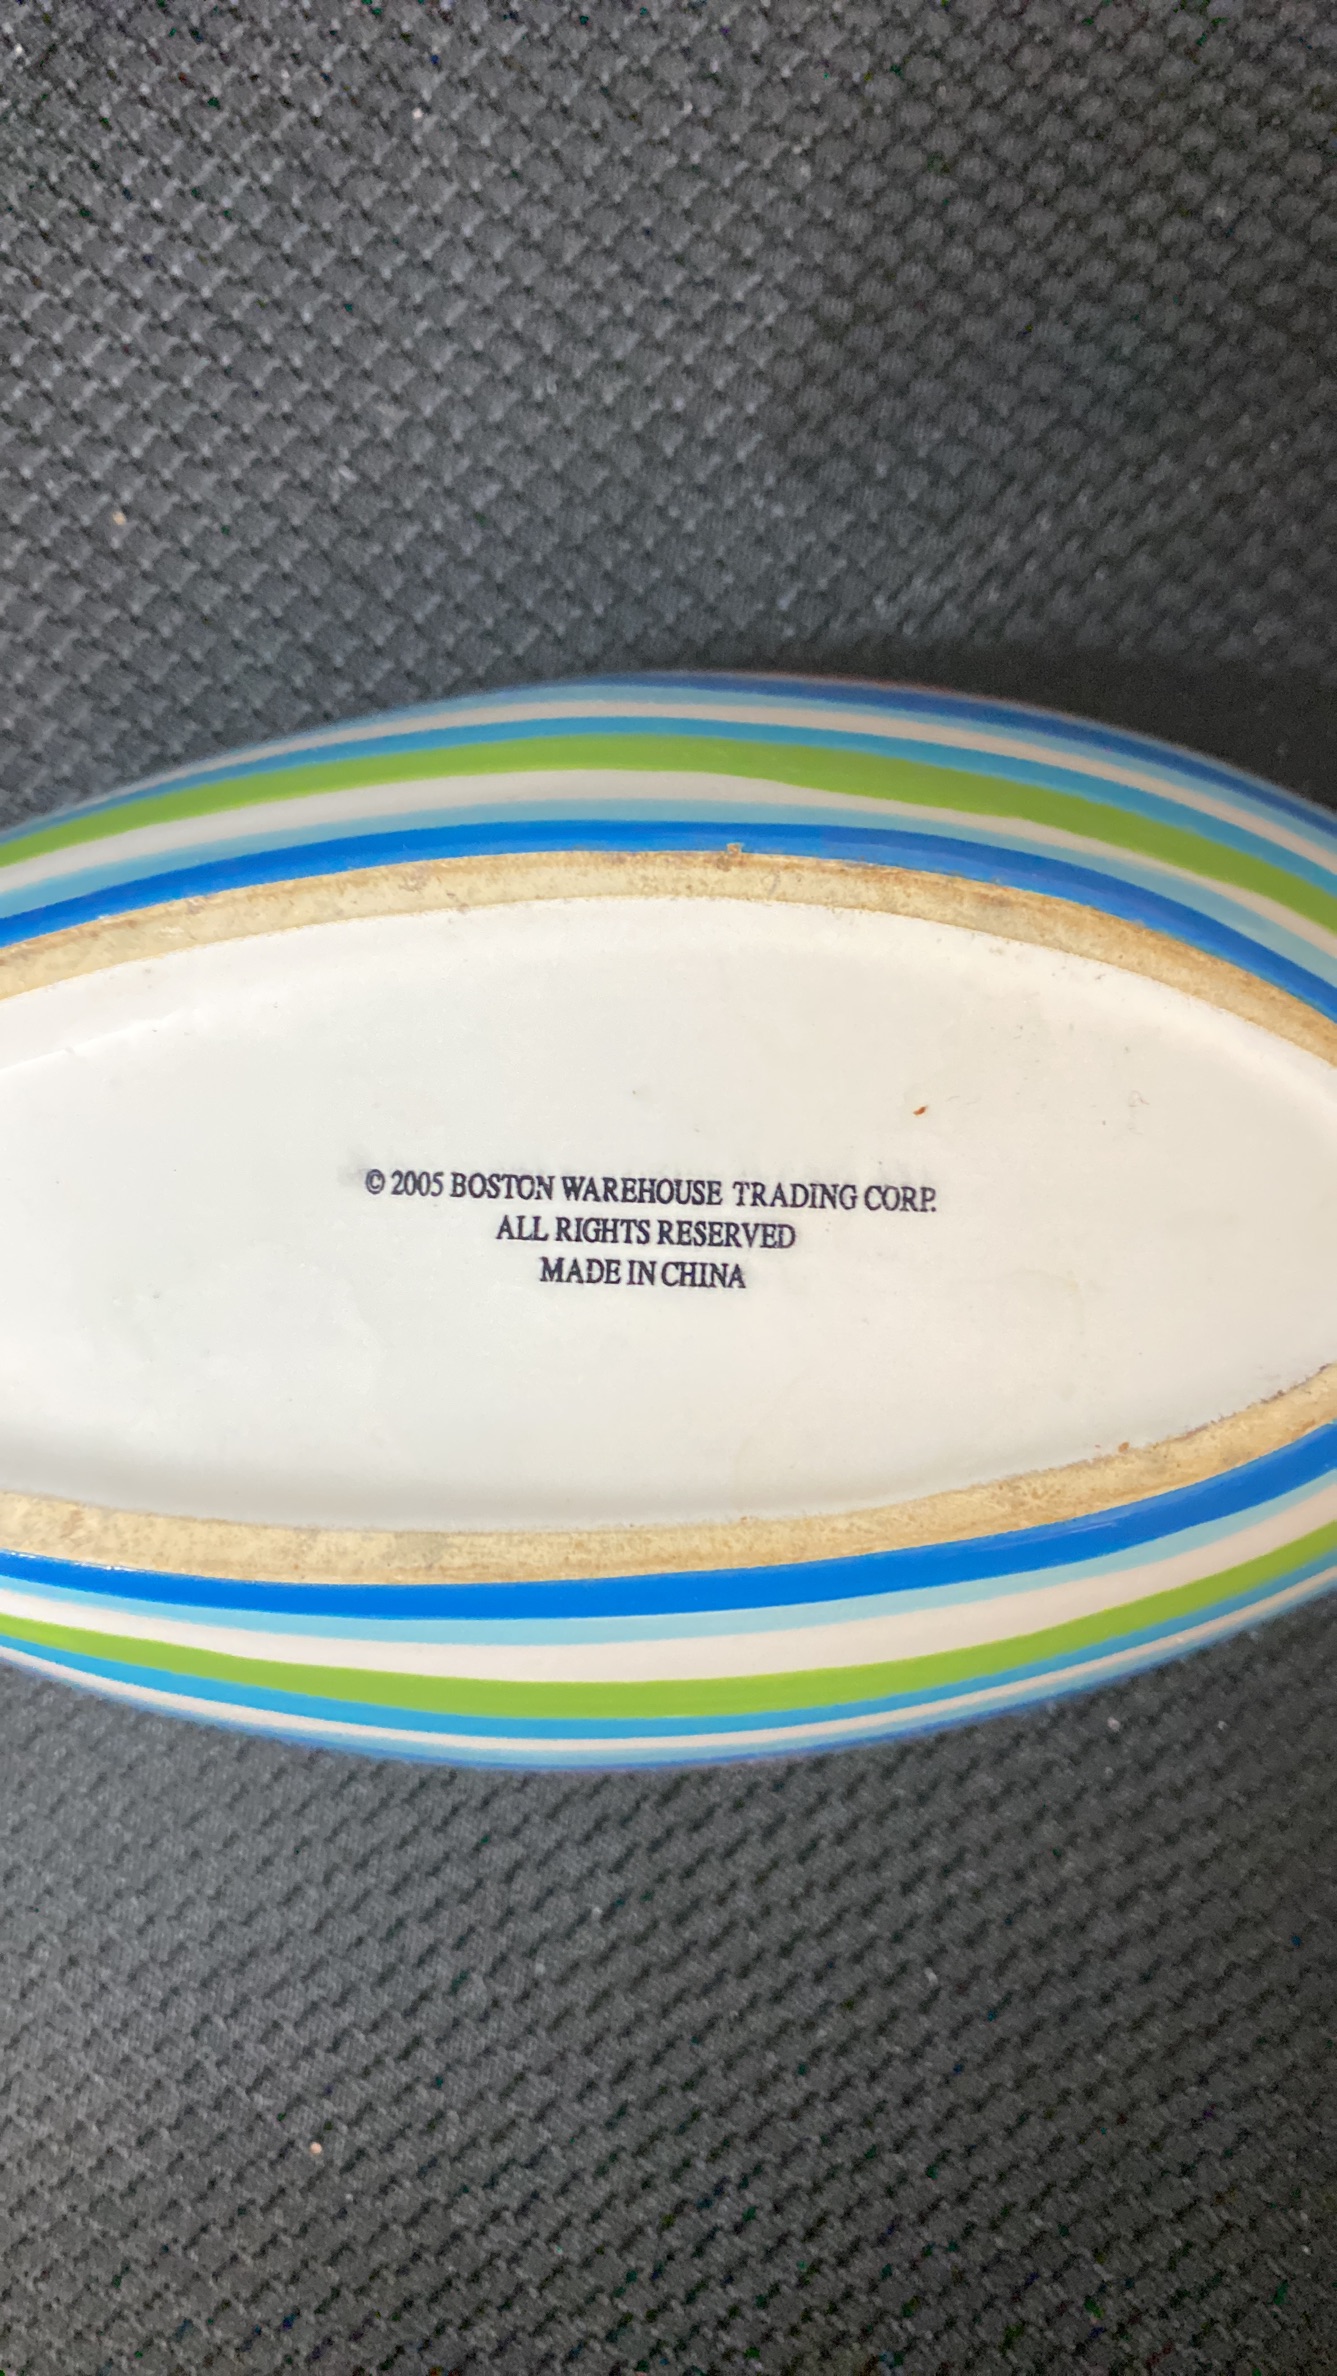 © 2005 BOSTON WAREHOUSE TRADING CORP.
ALL RIGHTS RESERVED
MADE IN CHINA